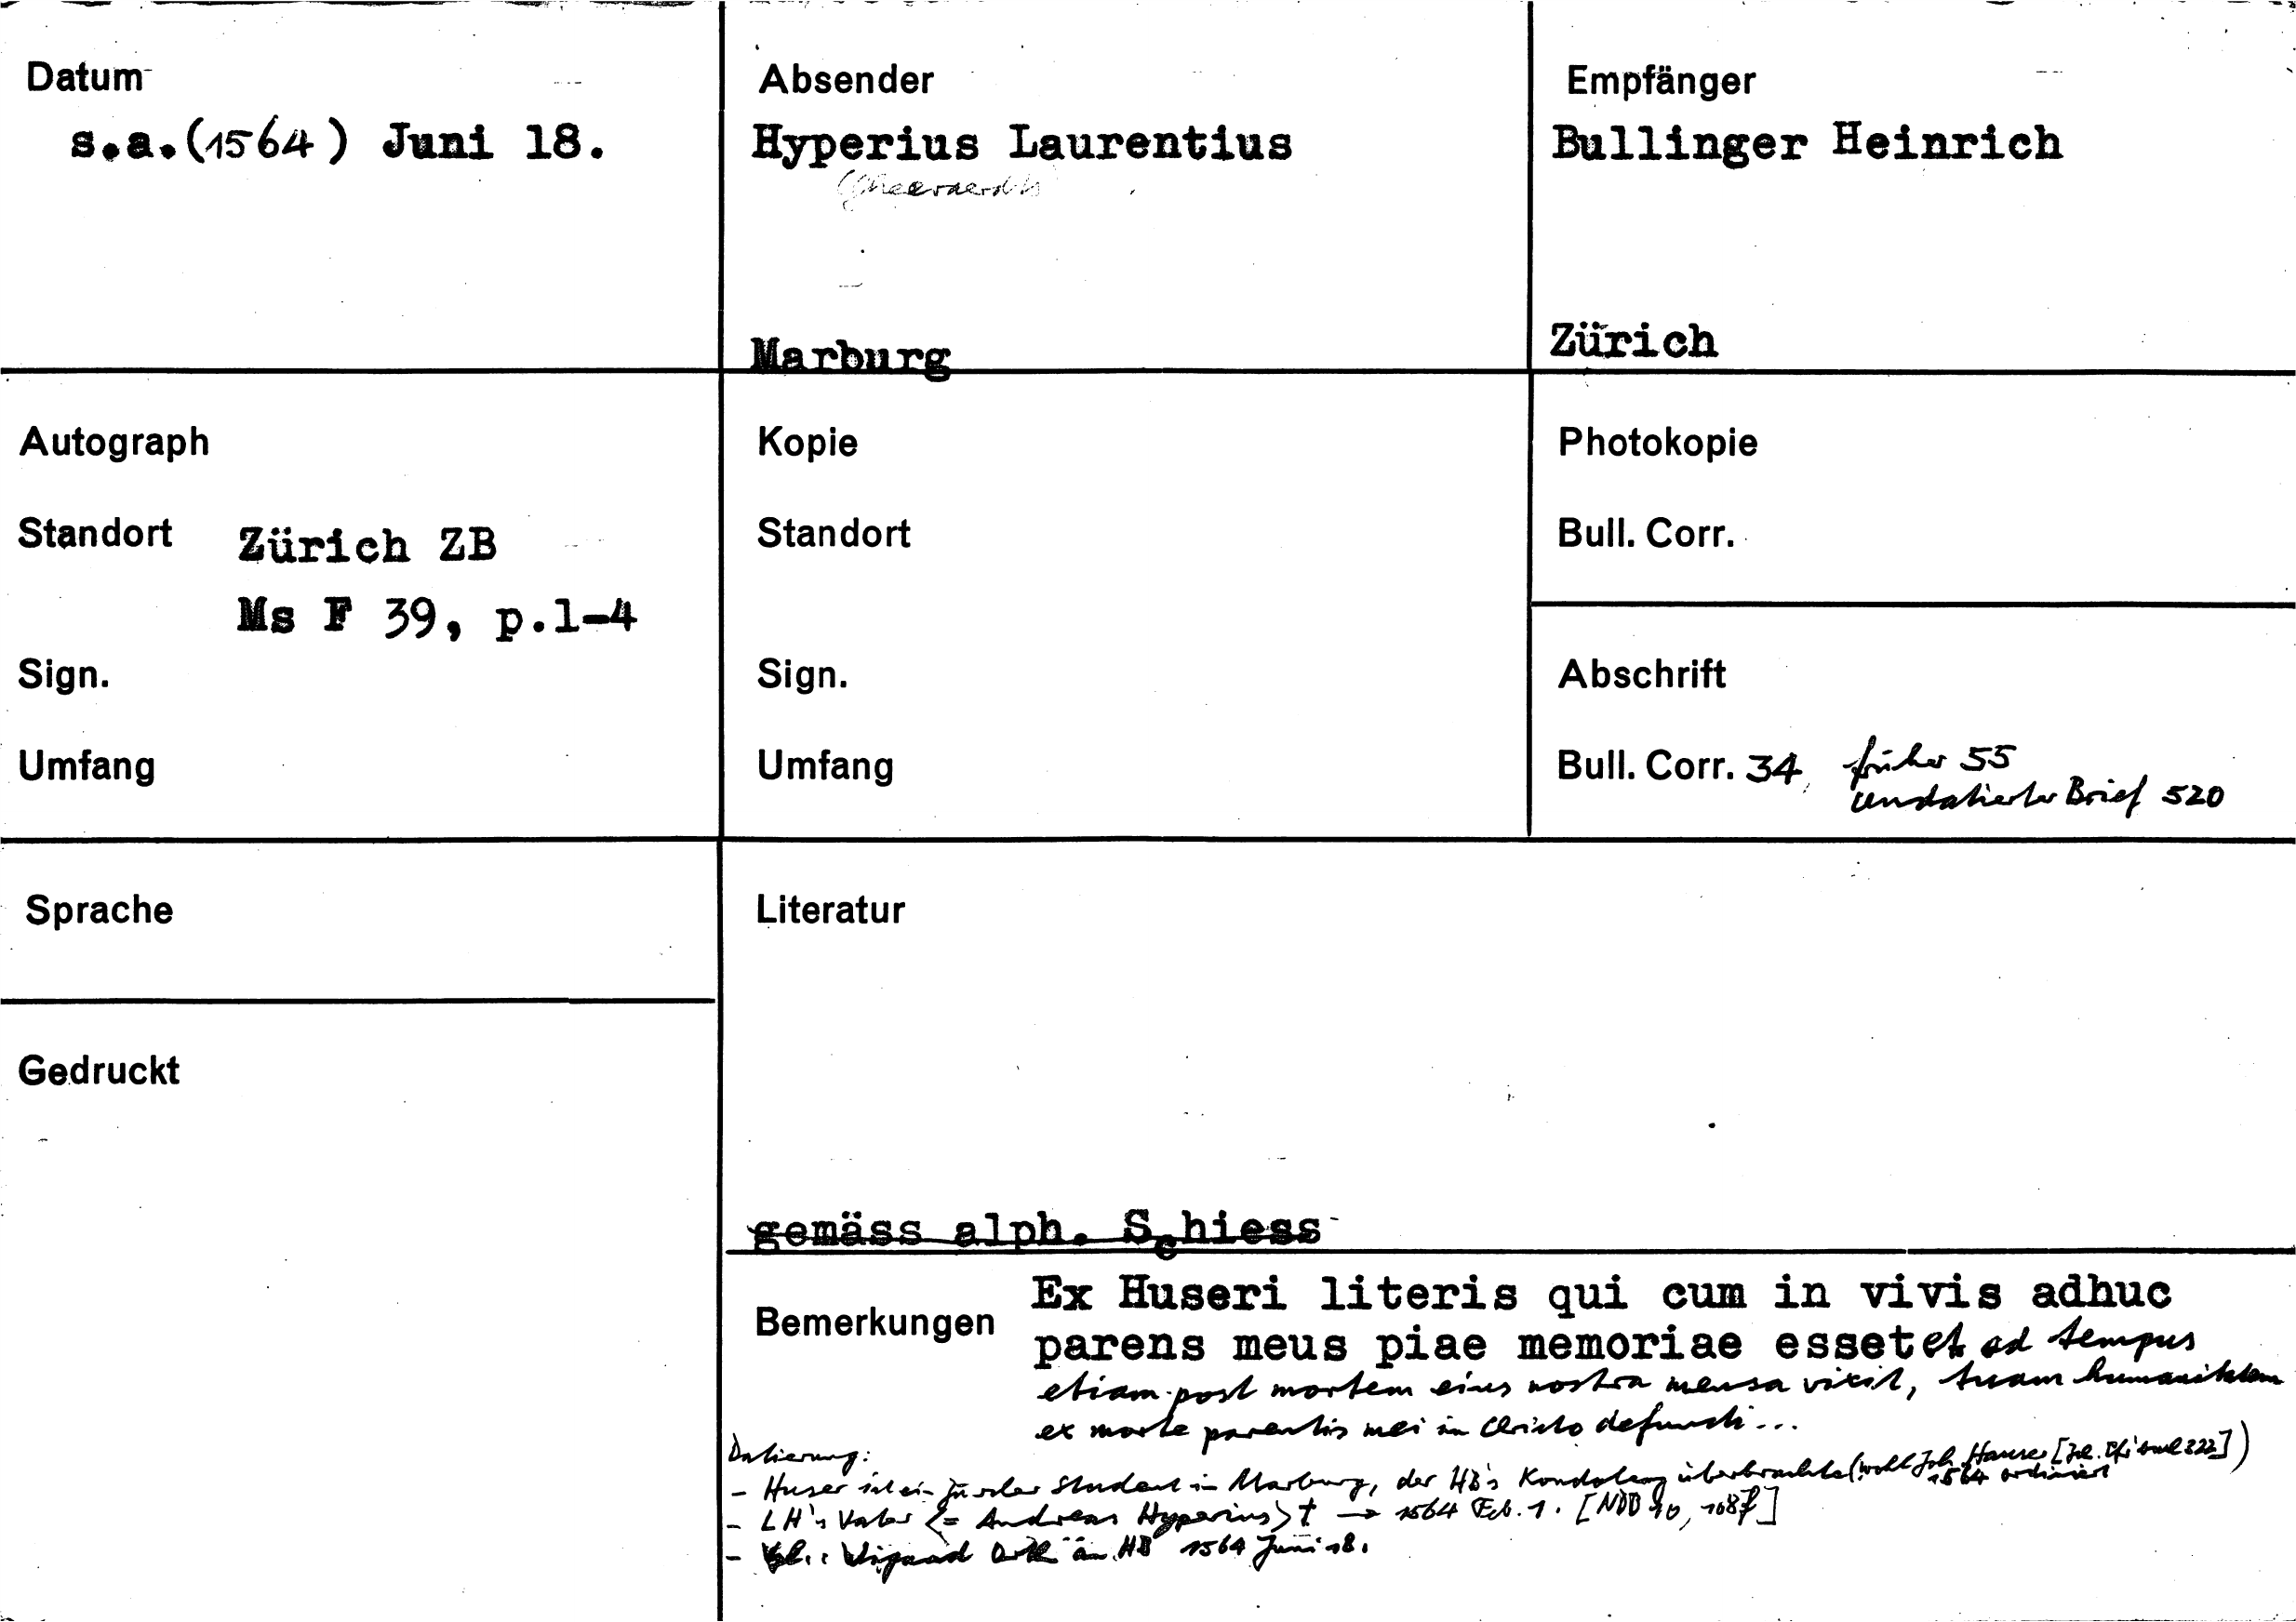 Datum
s.a.(1564) Juni 18.
Absender
Hyperius Laurentius
(Gheeraerdts)
Marburg
Empfänger
Bullinger Heinrich
Zürich
Autograph
Standort Zürich ZB
Ms F 39, p.1-4
Sign.
Umfang
Kopie
Standort
Sign.
Umfang
Photokopie
Bull. Corr.
Abschrift
Bull. Corr. 34 früher 55
undatierter Brief 520
Sprache
Gedruckt
Literatur
gemäss alph. Schiess
Bemerkungen
Ex Huseri literis qui cum in vivis adhuc
parens meus piae memoriae esset et ad tempus
etiam post mortem eius nostra mensa vixit, tuam humanitatem
ex morte parentis mei in Christo defuncti...
Datierung:
- Huser ist ein Zürcher Student in Marburg, der HB's Kondolenz überbrachte (wohl Joh. Hauser 1564 ordiniert
- LH's Vater <= Andreas Hyperius> † → 1564 Feb. 1. [NDB 10, 108f]
- Vgl.: Wigand Orth an HB 1564 Juni 18.